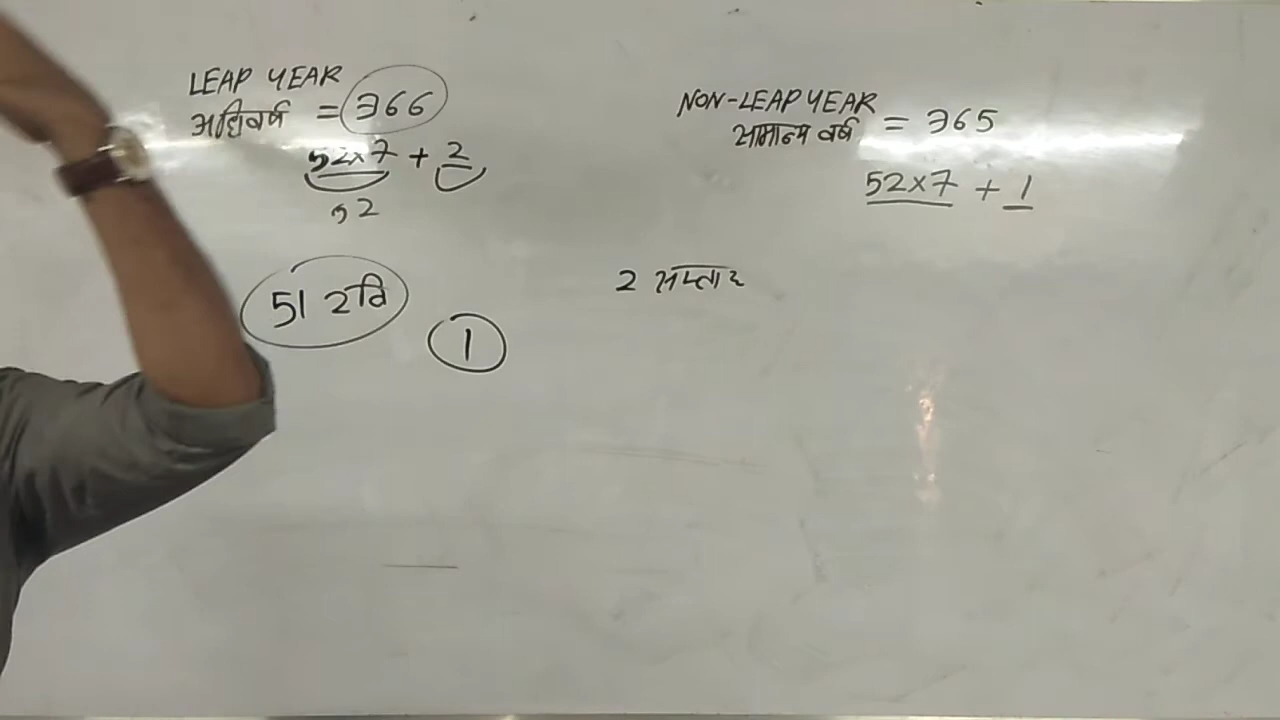 LEAP YEAR
अधिवर्ष = 366
52×7 + 2
52
51 रवि
1
NON-LEAP YEAR
सामान्य वर्ष = 365
52×7 + 1
2 सप्ताह